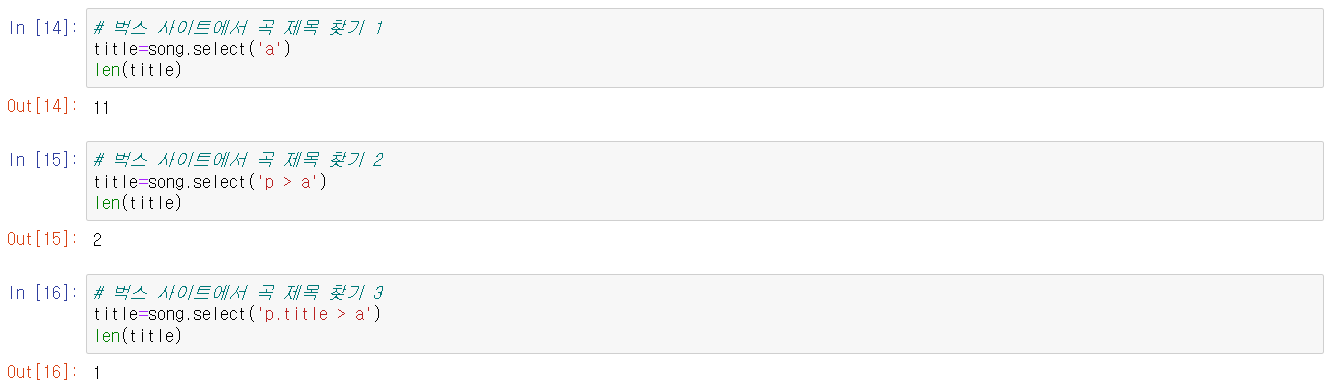 In [14]: # 벅스 사이트에서 곡 제목 찾기 1
title=song.select('a')
len(title)
Out[14]: 11
In [15]: # 벅스 사이트에서 곡 제목 찾기 2
title=song.select('p > a')
len(title)
Out[15]: 2
In [16]: # 벅스 사이트에서 곡 제목 찾기 3
title=song.select('p.title > a')
len(title)
Out[16]: 1